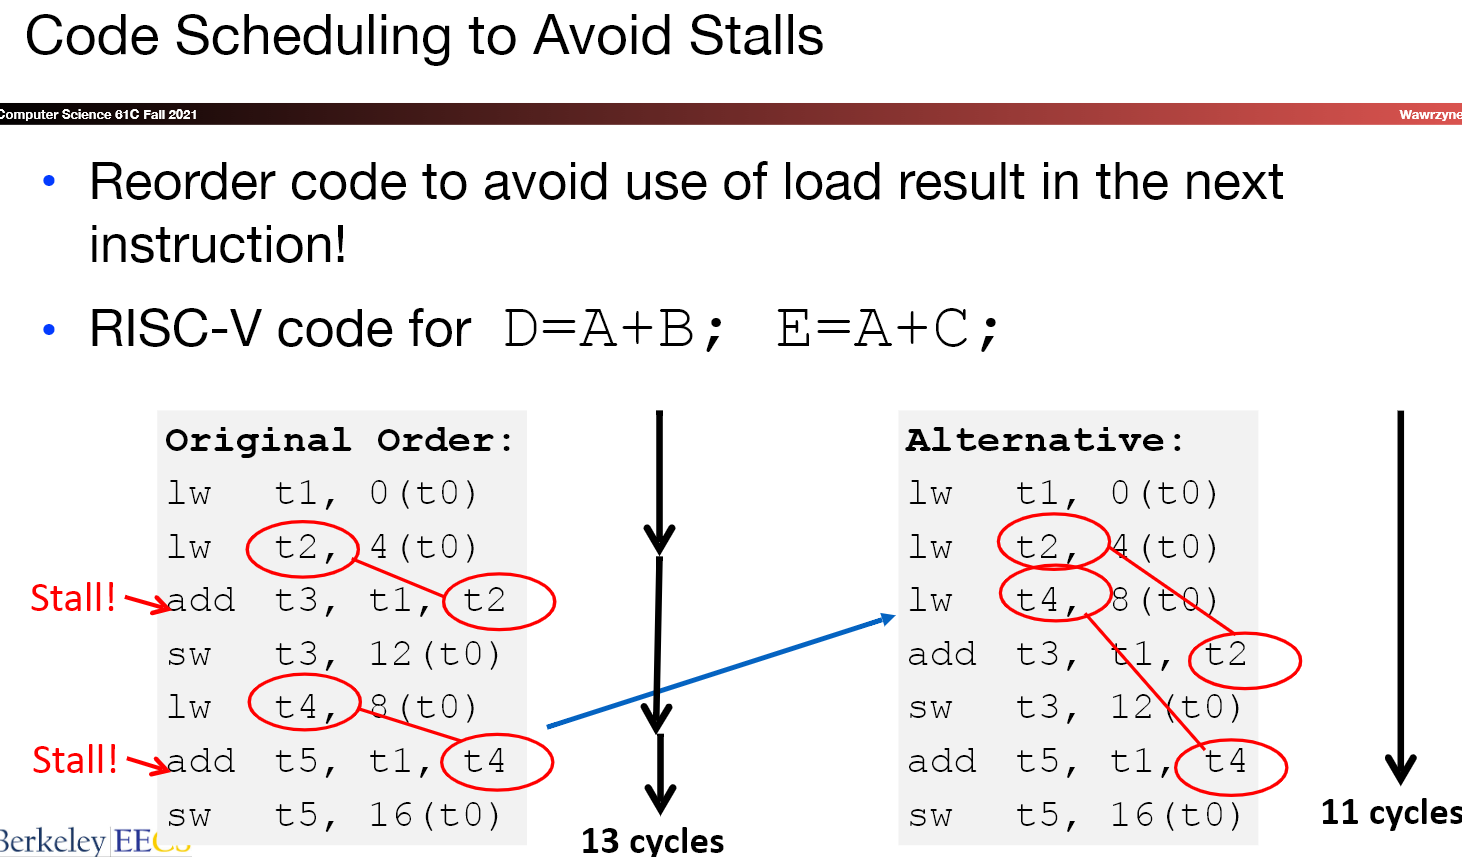 Code Scheduling to Avoid Stalls
Computer Science 61C Fall 2021
Wawrzyne
• Reorder code to avoid use of load result in the next
instruction!
• RISC-V code for D=A+B; E=A+C;
Original Order:
lw t1, 0(t0)
lw t2, 4(t0)
Stall! add t3, t1, t2
sw t3, 12(t0)
lw t4, 8(t0)
Stall! add t5, t1, t4
sw t5, 16(t0)
13 cycles
Alternative:
lw t1, 0(t0)
lw t2, 4(t0)
lw t4, 8(t0)
add t3, t1, t2
sw t3, 12(t0)
add t5, t1, t4
sw t5, 16(t0)
11 cycles
Berkeley EECS